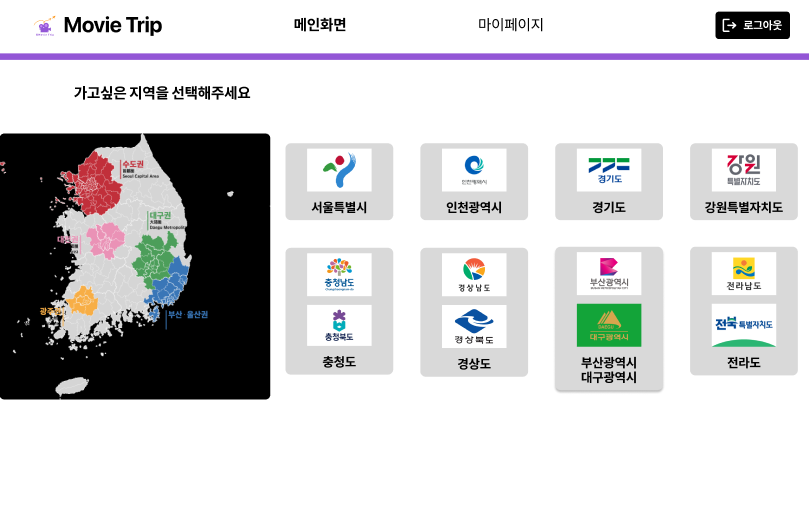 Movie Trip
메인화면
마이페이지
로그아웃
가고싶은 지역을 선택해주세요
수도권
首都圈
Seoul Capital Area
대구권
大邱圈
Daegu Metropolitan
부산·울산권
서울특별시
인천광역시
인천광역시
경기도
경기도
강원
특별자치도
강원특별자치도
충청남도
충청북도
충청도
경상남도
경상북도
경상도
부산광역시
대구광역시
부산광역시
대구광역시
전라남도
전북 특별자치도
전라도